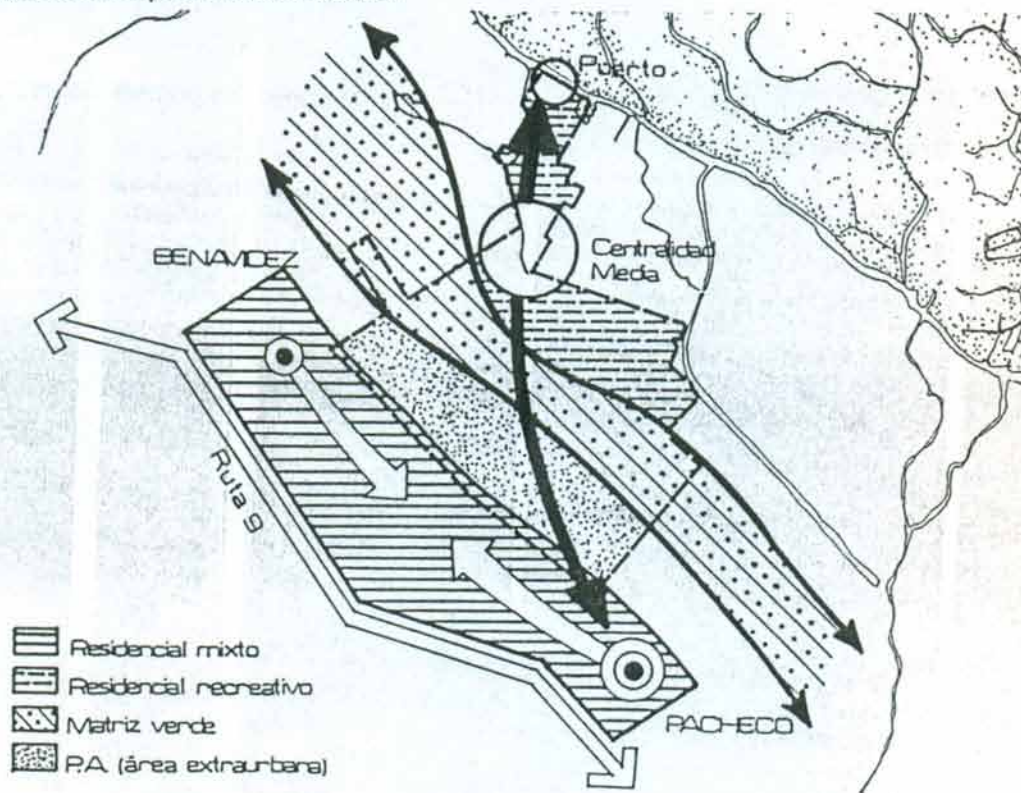 Puerto
Centralidad
Media
BENAVIDEZ
Ruta 9
PACHECO
Residencial mixto
Residencial recreativo
Matriz verde
P.A. (área extraurbana)